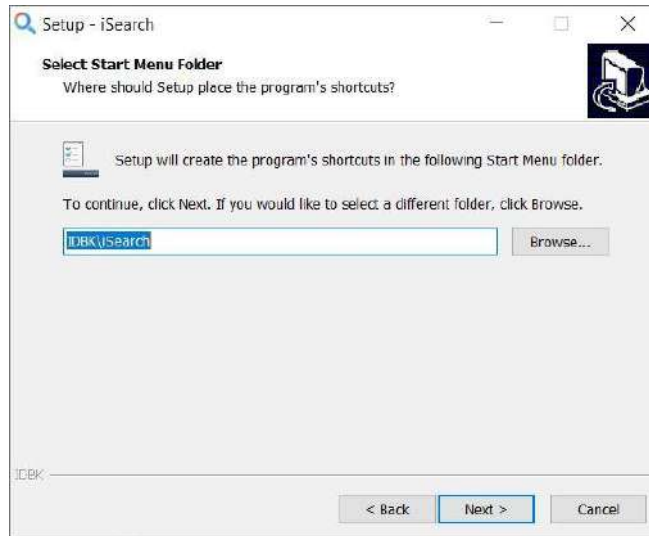 Setup - iSearch
Select Start Menu Folder
Where should Setup place the program's shortcuts?
Setup will create the program's shortcuts in the following Start Menu folder.
To continue, click Next. If you would like to select a different folder, click Browse.
IDBK\iSearch
Browse...
IDBK
< Back
Next >
Cancel